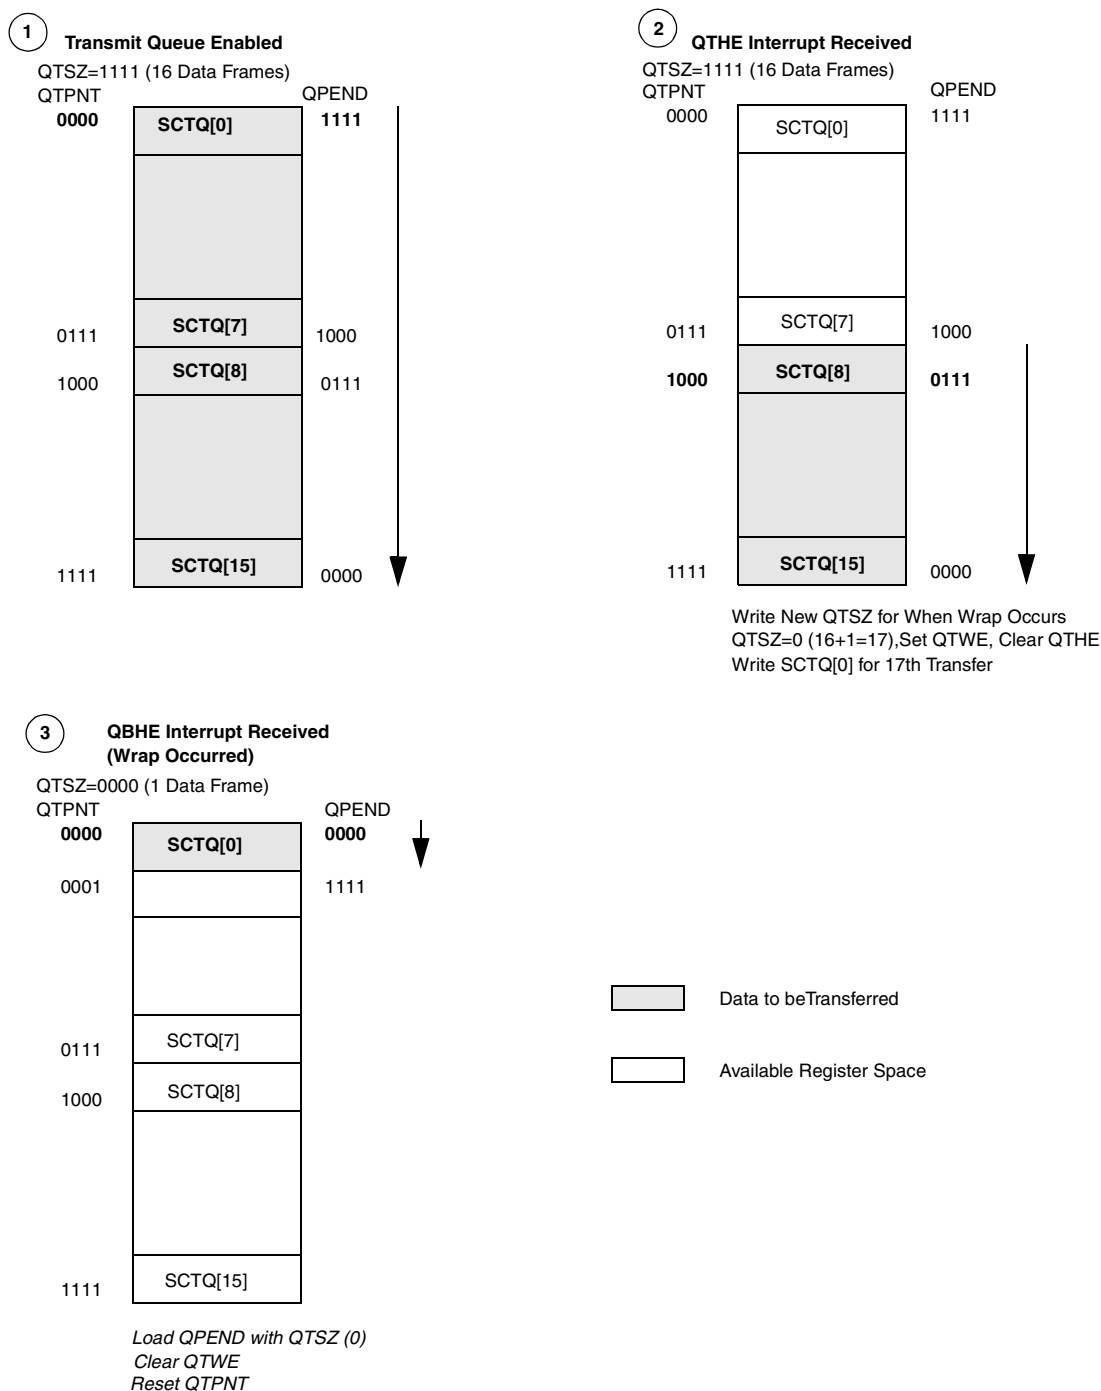 1
Transmit Queue Enabled
QTSZ=1111 (16 Data Frames)
QTPNT QPEND
0000 SCTQ[0] 1111
0111 SCTQ[7] 1000
1000 SCTQ[8] 0111
1111 SCTQ[15] 0000
2
QTHE Interrupt Received
QTSZ=1111 (16 Data Frames)
QTPNT QPEND
0000 SCTQ[0] 1111
0111 SCTQ[7] 1000
1000 SCTQ[8] 0111
1111 SCTQ[15] 0000
Write New QTSZ for When Wrap Occurs
QTSZ=0 (16+1=17),Set QTWE, Clear QTHE
Write SCTQ[0] for 17th Transfer
3
QBHE Interrupt Received
(Wrap Occurred)
QTSZ=0000 (1 Data Frame)
QTPNT QPEND
0000 SCTQ[0] 0000
0001 1111
0111 SCTQ[7]
1000 SCTQ[8]
1111 SCTQ[15]
Load QPEND with QTSZ (0)
Clear QTWE
Reset QTPNT
Data to beTransferred
Available Register Space